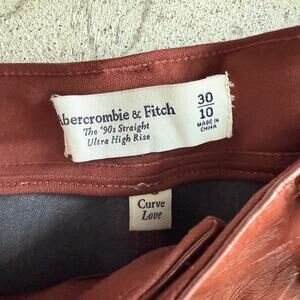 Abercrombie & Fitch
The '90s Straight
Ultra High Rise
30
10
MADE IN
CHINA
Curve
Love